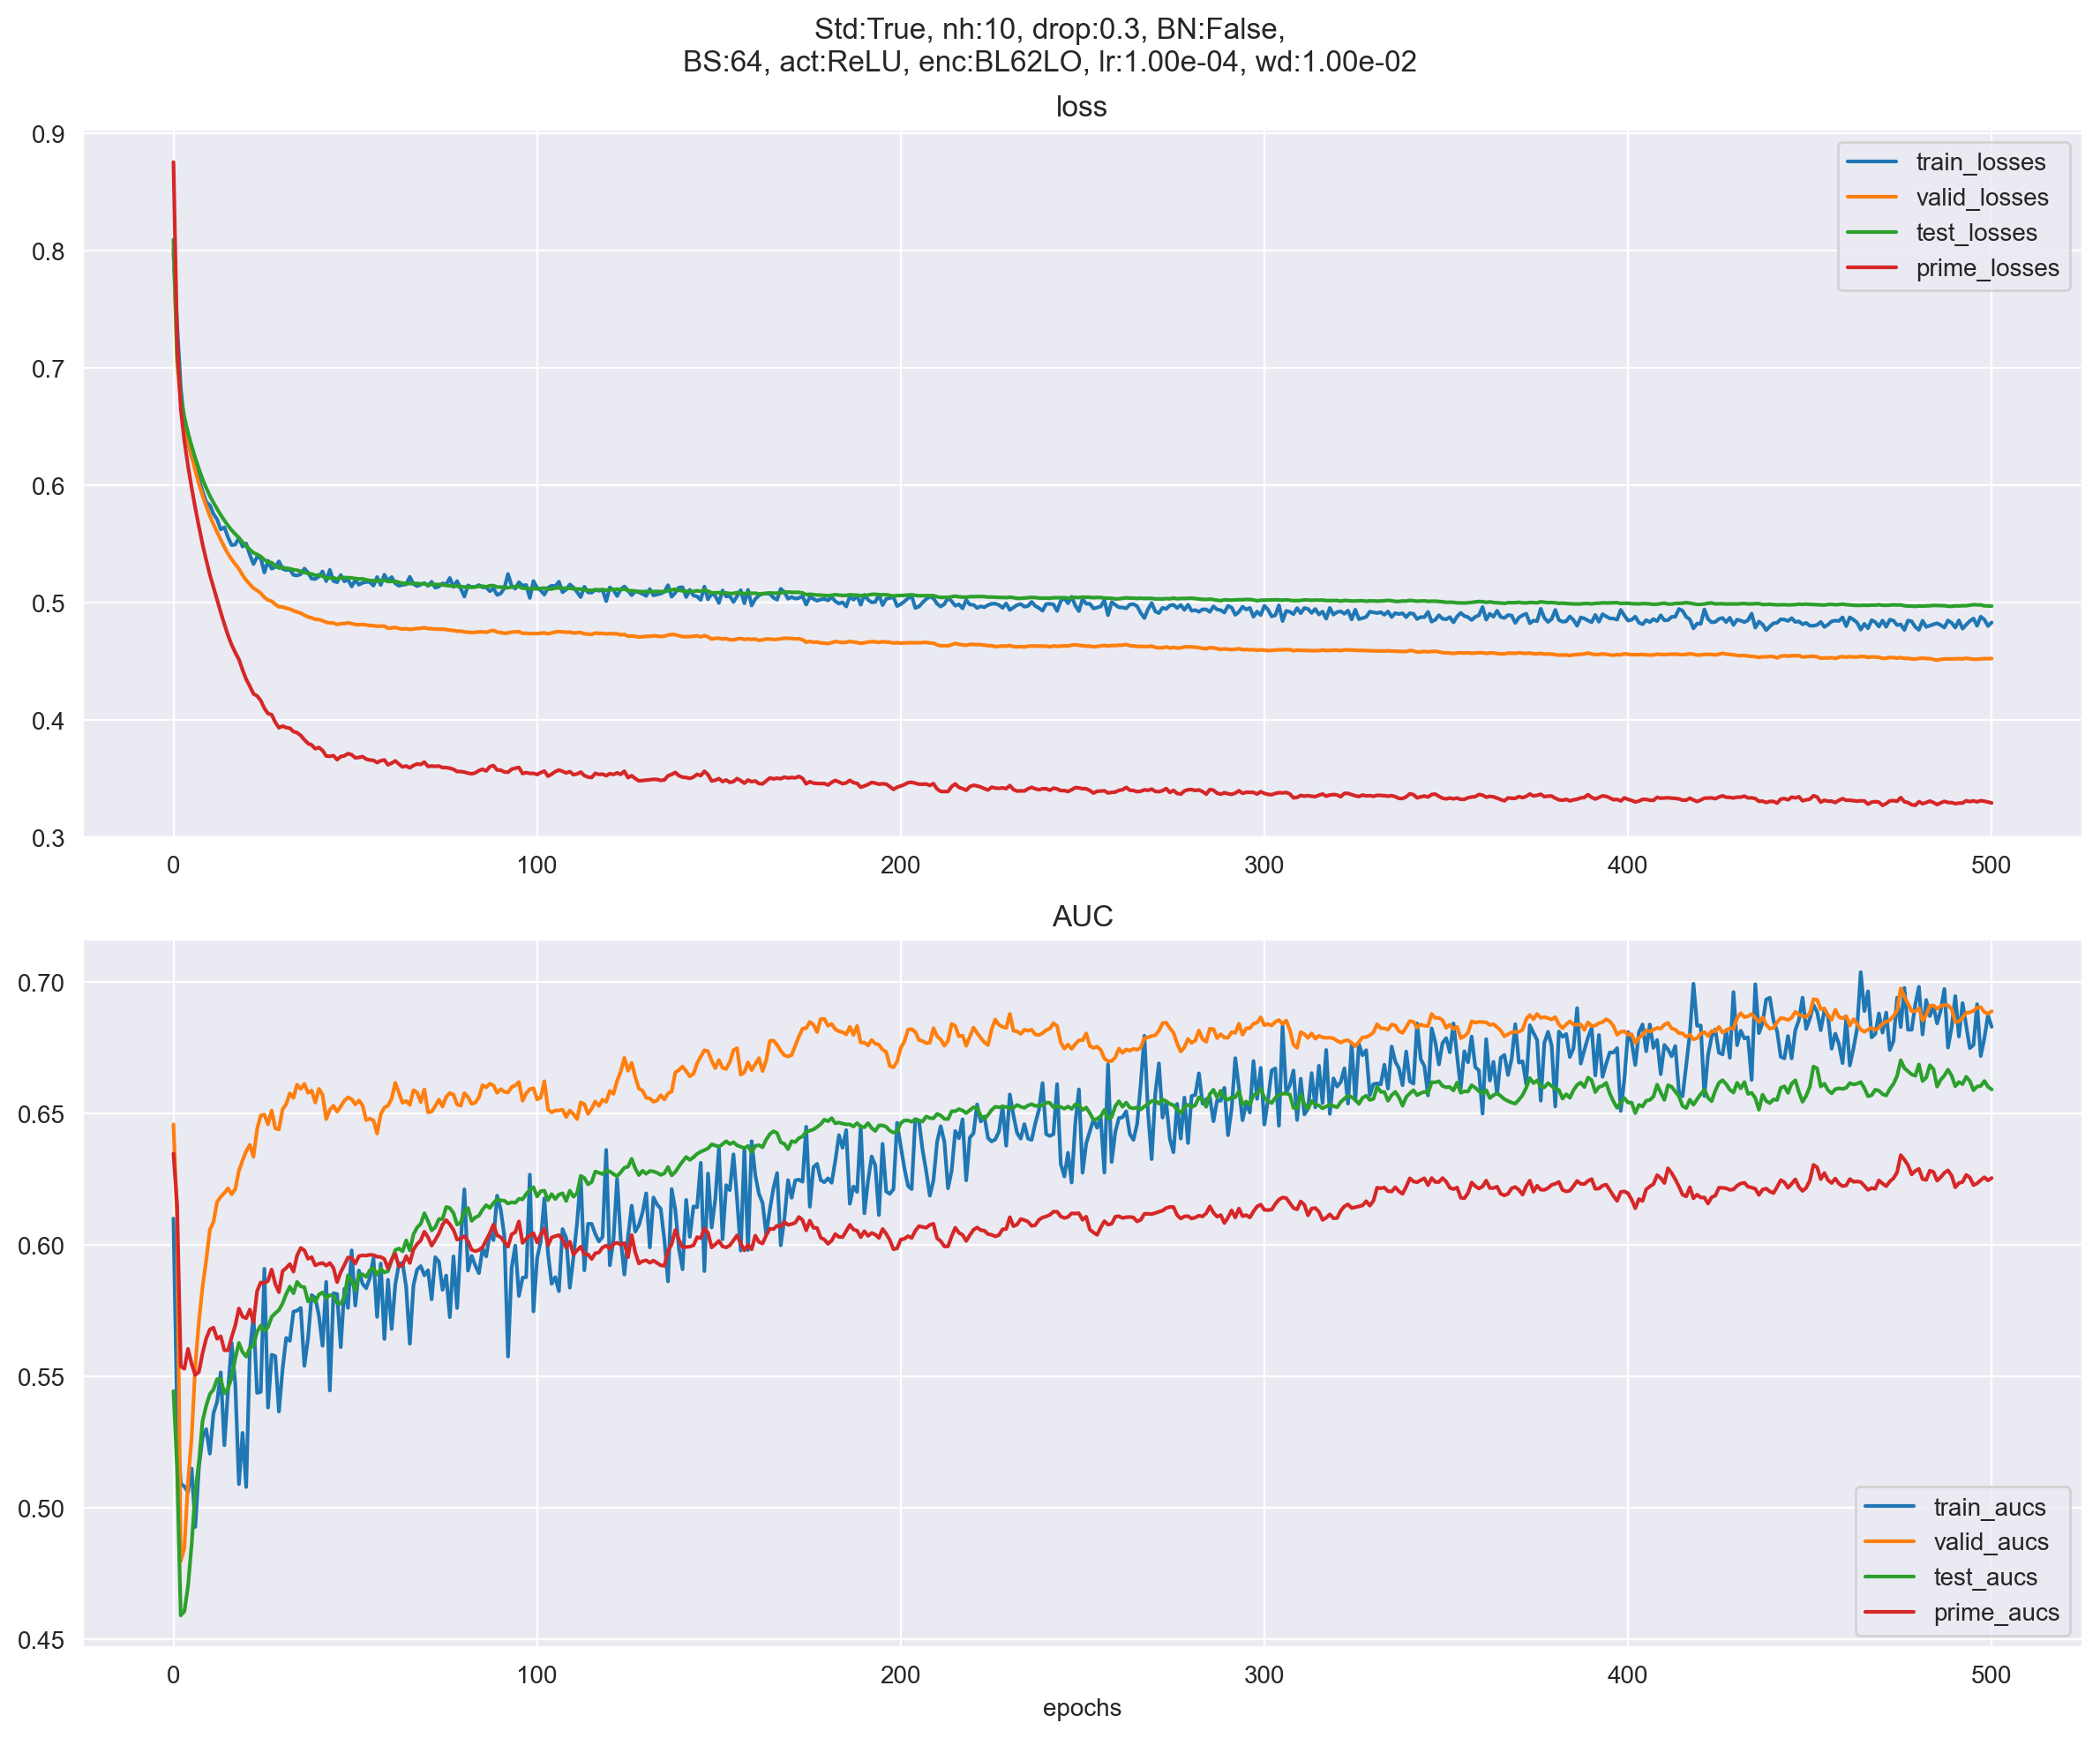 Std:True, nh:10, drop:0.3, BN:False,
BS:64, act:ReLU, enc:BL62LO, lr:1.00e-04, wd:1.00e-02
loss
0.9
0.8
0.7
0.6
0.5
0.4
0.3
train_losses
valid_losses
test_losses
prime_losses
0 100 200 300 400 500
AUC
0.70
0.65
0.60
0.55
0.50
0.45
train_aucs
valid_aucs
test_aucs
prime_aucs
0 100 200 300 400 500
epochs